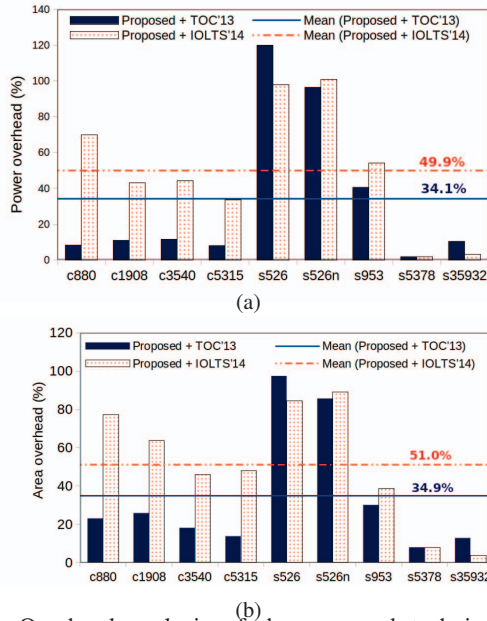 140
120
100
80
60
40
20
0
Power overhead (%)
Proposed + TOC'13
Mean (Proposed + TOC'13)
Proposed + IOLTS'14
Mean (Proposed + IOLTS'14)
49.9%
34.1%
c880 c1908 c3540 c5315 s526 s526n s953 s5378 s35932
(a)
120
100
80
60
40
20
0
Area overhead (%)
Proposed + TOC'13
Mean (Proposed + TOC'13)
Proposed + IOLTS'14
Mean (Proposed + IOLTS'14)
51.0%
34.9%
c880 c1908 c3540 c5315 s526 s526n s953 s5378 s35932
(b)